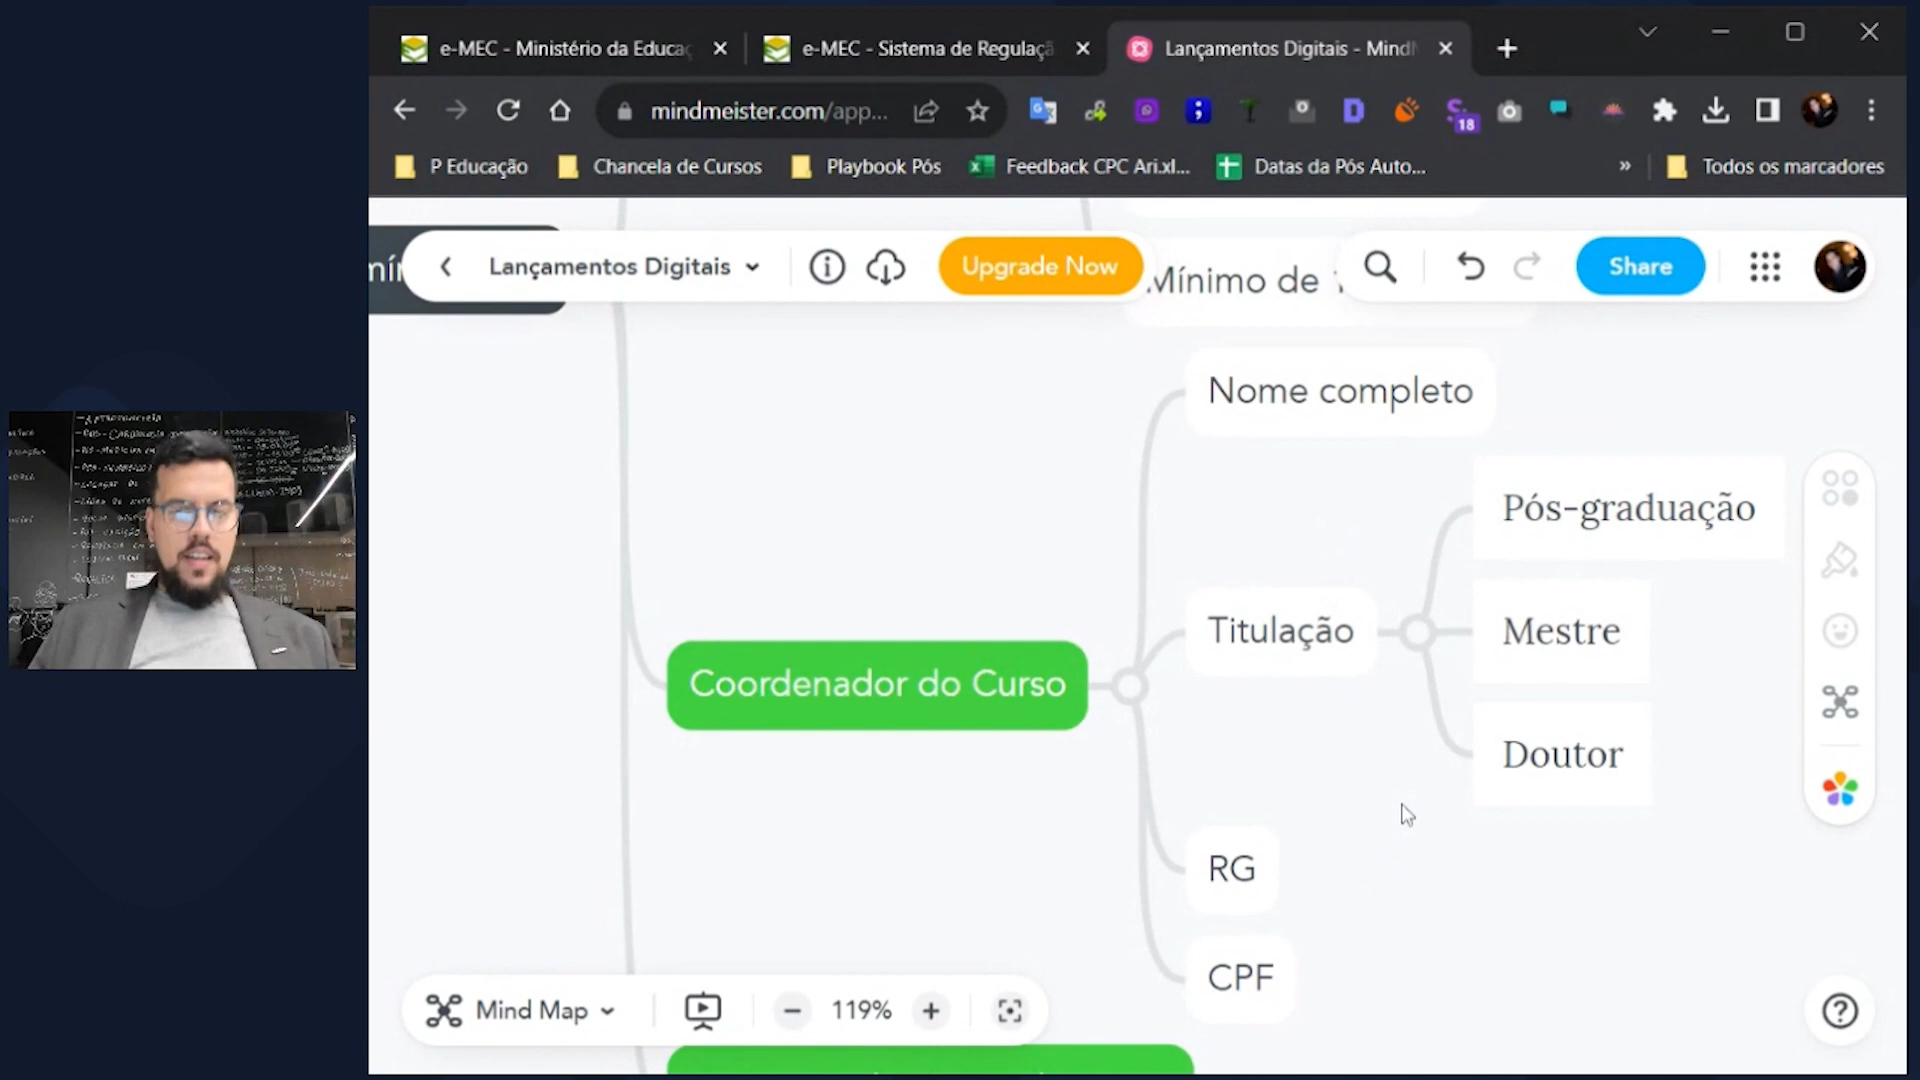 e-MEC - Ministério da Educaç
e-MEC - Sistema de Regulaçã
Lançamentos Digitais - Mind
mindmeister.com/app...
18
P Educação
Chancela de Cursos
Playbook Pós
Feedback CPC Ari.xl...
Datas da Pós Auto...
»
Todos os marcadores
Lançamentos Digitais
Upgrade Now
Mínimo de
Share
Nome completo
Pós-graduação
Titulação
Mestre
Coordenador do Curso
Doutor
RG
CPF
Mind Map
119%